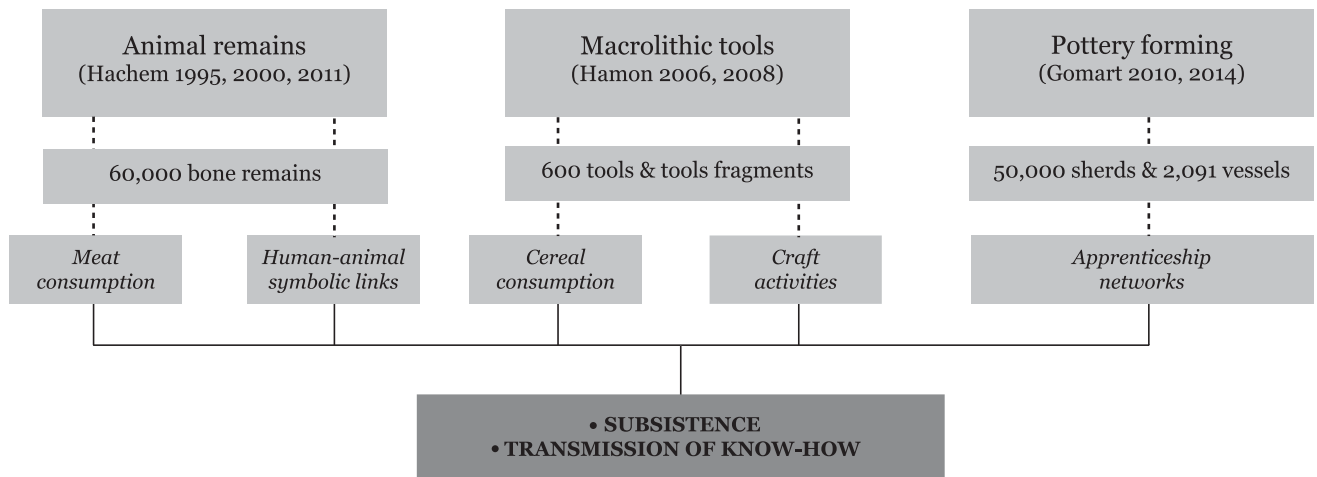 Animal remains
(Hachem 1995, 2000, 2011)
60,000 bone remains
Meat
consumption
Human-animal
symbolic links
Macrolithic tools
(Hamon 2006, 2008)
600 tools & tools fragments
Cereal
consumption
Craft
activities
Pottery forming
(Gomart 2010, 2014)
50,000 sherds & 2,091 vessels
Apprenticeship
networks
• SUBSISTENCE
• TRANSMISSION OF KNOW-HOW